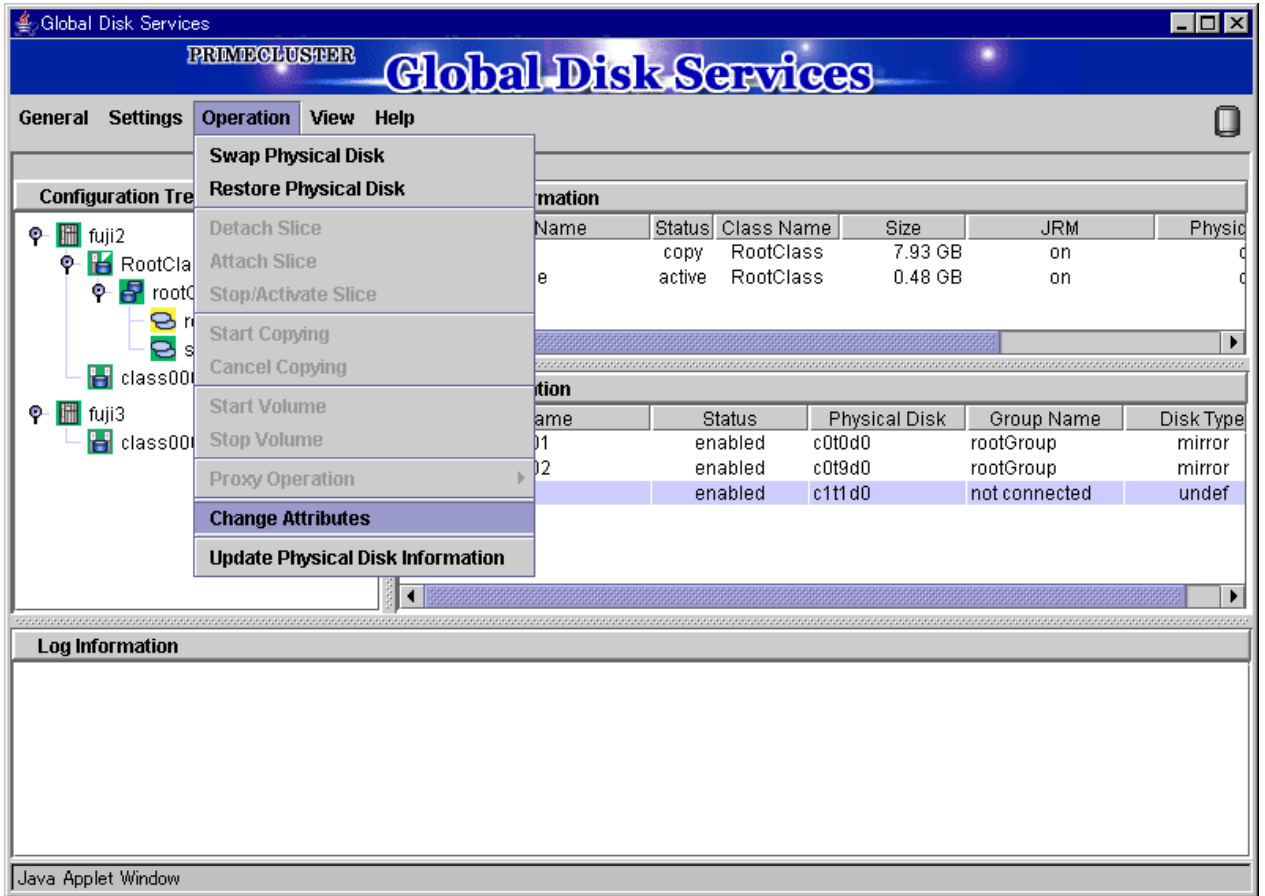 Global Disk Services
PRIMECLUSTER
Global Disk Services
General Settings Operation View Help
Swap Physical Disk
Restore Physical Disk
Detach Slice
Attach Slice
Stop/Activate Slice
Start Copying
Cancel Copying
Start Volume
Stop Volume
Proxy Operation
Change Attributes
Update Physical Disk Information
Configuration Tre
fuji2
RootCla
rootG
r
s
class00
fuji3
class00
rmation
Name Status Class Name Size JRM Physic
copy RootClass 7.93 GB on
e active RootClass 0.48 GB on
tion
ame Status Physical Disk Group Name Disk Type
01 enabled c0t0d0 rootGroup mirror
02 enabled c0t9d0 rootGroup mirror
enabled c1t1d0 not connected undef
Log Information
Java Applet Window